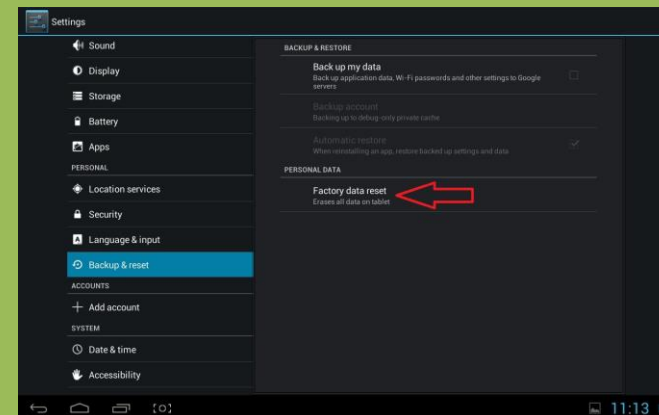 Settings
Sound
Display
Storage
Battery
Apps
PERSONAL
Location services
Security
A Language & input
Backup & reset
ACCOUNTS
Add account
SYSTEM
Date & time
Accessibility
BACKUP & RESTORE
Back up my data
Back up application data, Wi-Fi passwords and other settings to Google
servers
Backup account
Backing up to debug-only private cache
Automatic restore
When reinstalling an app, restore backed up settings and data
PERSONAL DATA
Factory data reset
Erases all data on tablet
11:13